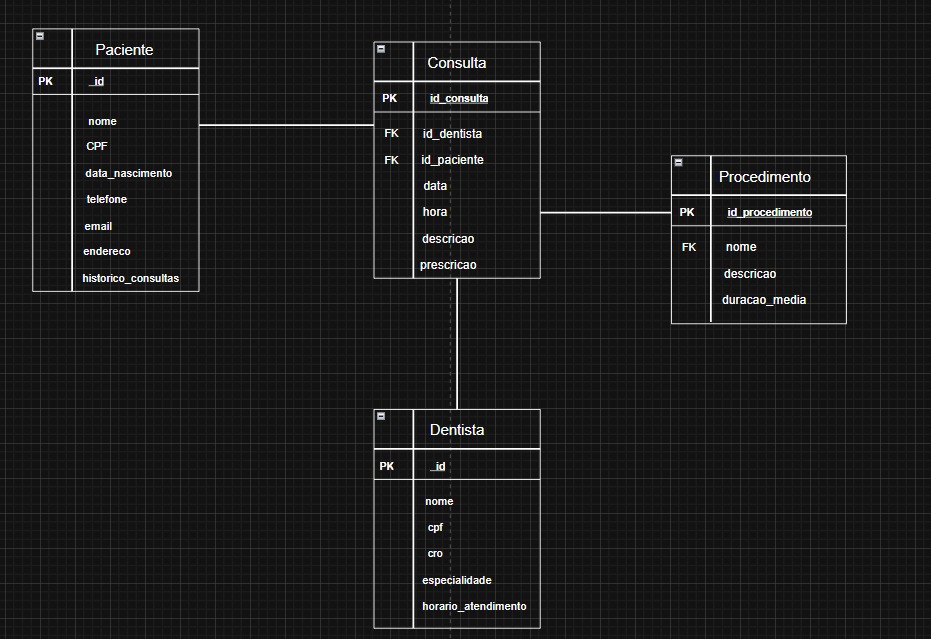 Paciente
PK _id
nome
CPF
data_nascimento
telefone
email
endereco
historico_consultas
Consulta
PK id_consulta
FK id_dentista
FK id_paciente
data
hora
descricao
prescricao
Procedimento
PK id_procedimento
FK nome
descricao
duracao_media
Dentista
PK _id
nome
cpf
cro
especialidade
horario_atendimento